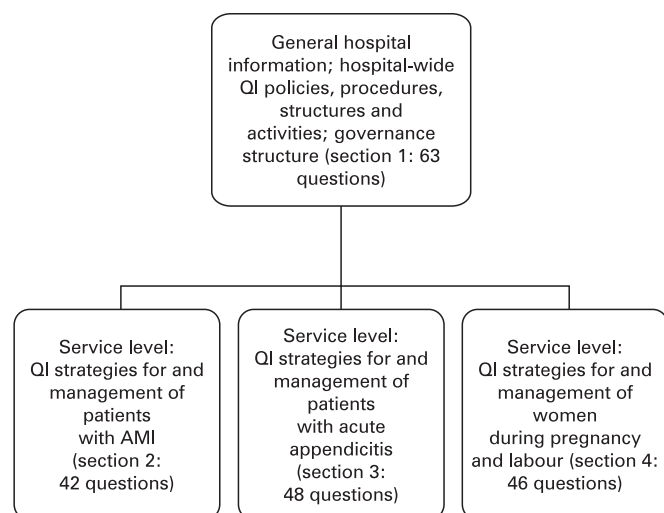 General hospital
information; hospital-wide
QI policies, procedures,
structures and
activities; governance
structure (section 1: 63
questions)
Service level:
QI strategies for and
management of
patients
with AMI
(section 2:
42 questions)
Service level:
QI strategies for and
management of
patients
with acute
appendicitis
(section 3:
48 questions)
Service level:
QI strategies for and
management of
women
during pregnancy
and labour (section 4:
46 questions)